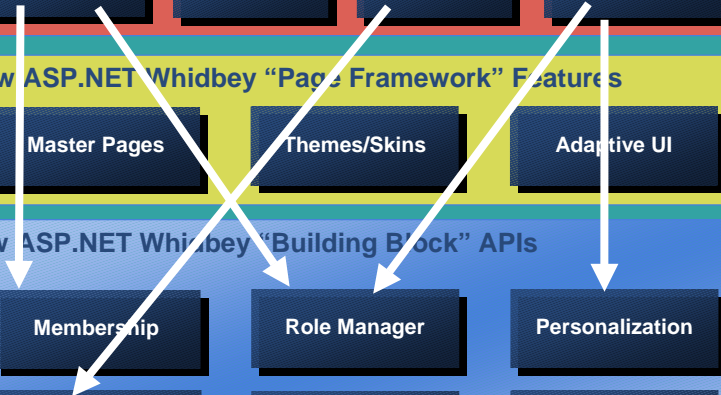 w ASP.NET Whidbey “Page Framework” Features
Master Pages Themes/Skins Adaptive UI
w ASP.NET Whidbey “Building Block” APIs
Membership Role Manager Personalization